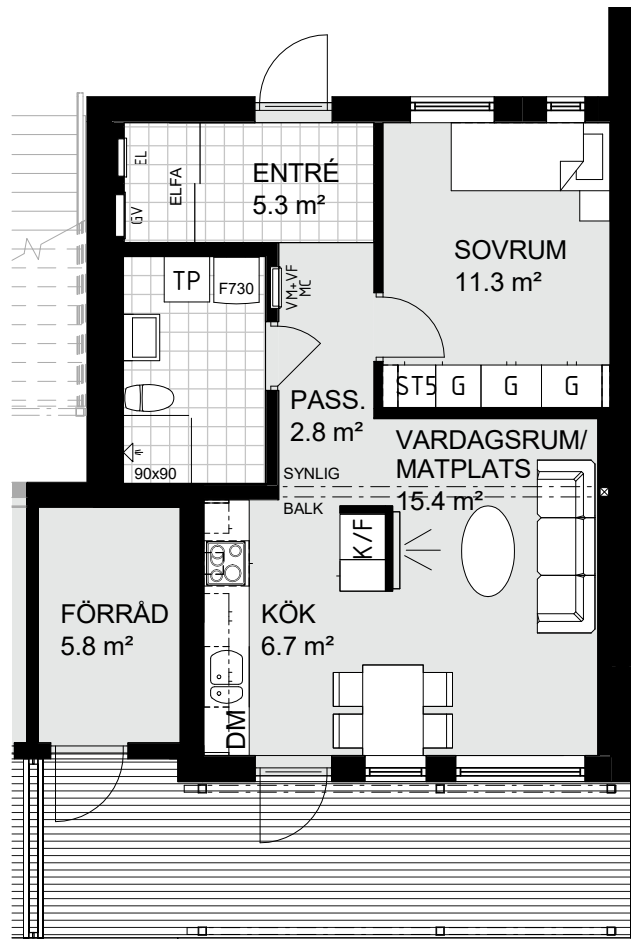 EL
ELFA
GV
ENTRÉ
5.3 m²
SOVRUM
11.3 m²
TP
F730
VM+VF
MC
ST5
G
G
G
PASS.
2.8 m²
VARDAGSRUM/
MATPLATS
15.4 m²
90x90
SYNLIG
BALK
K/F
FÖRRÅD
5.8 m²
KÖK
6.7 m²
DM